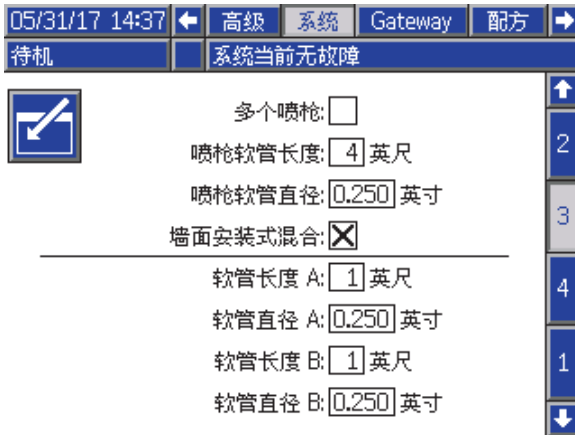 05/31/17 14:37 高级 系统 Gateway 配方
待机 系统当前无故障
多个喷枪:
喷枪软管长度: 4 英尺
喷枪软管直径: 0.250 英寸
墙面安装式混合:
软管长度 A: 1 英尺
软管直径 A: 0.250 英寸
软管长度 B: 1 英尺
软管直径 B: 0.250 英寸
2
3
4
1